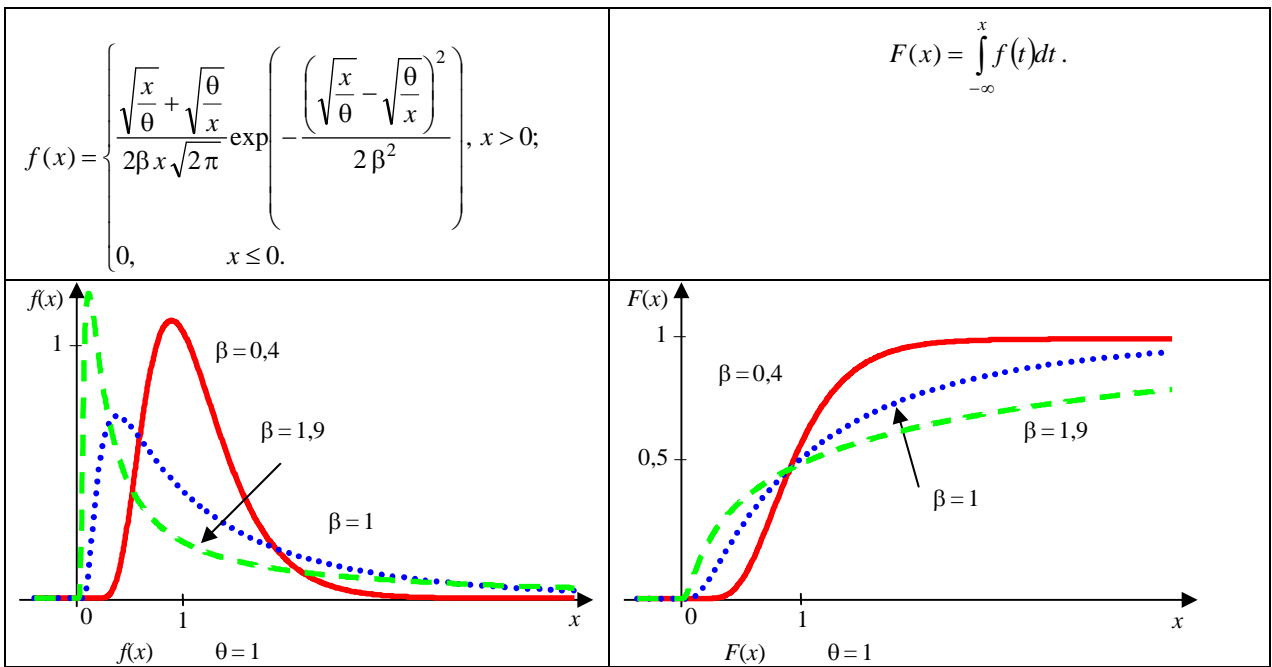 f(x) = { (√(x/θ) + √(θ/x)) / (2β x √(2π)) exp( − (√(x/θ) − √(θ/x))² / (2β²) ), x > 0;
0, x ≤ 0.
F(x) = ∫_{−∞}^{x} f(t)dt .
f(x)
1
β = 0,4
β = 1,9
β = 1
0
1
x
f(x) θ = 1
F(x)
1
β = 0,4
0,5
β = 1,9
β = 1
0
1
x
F(x) θ = 1